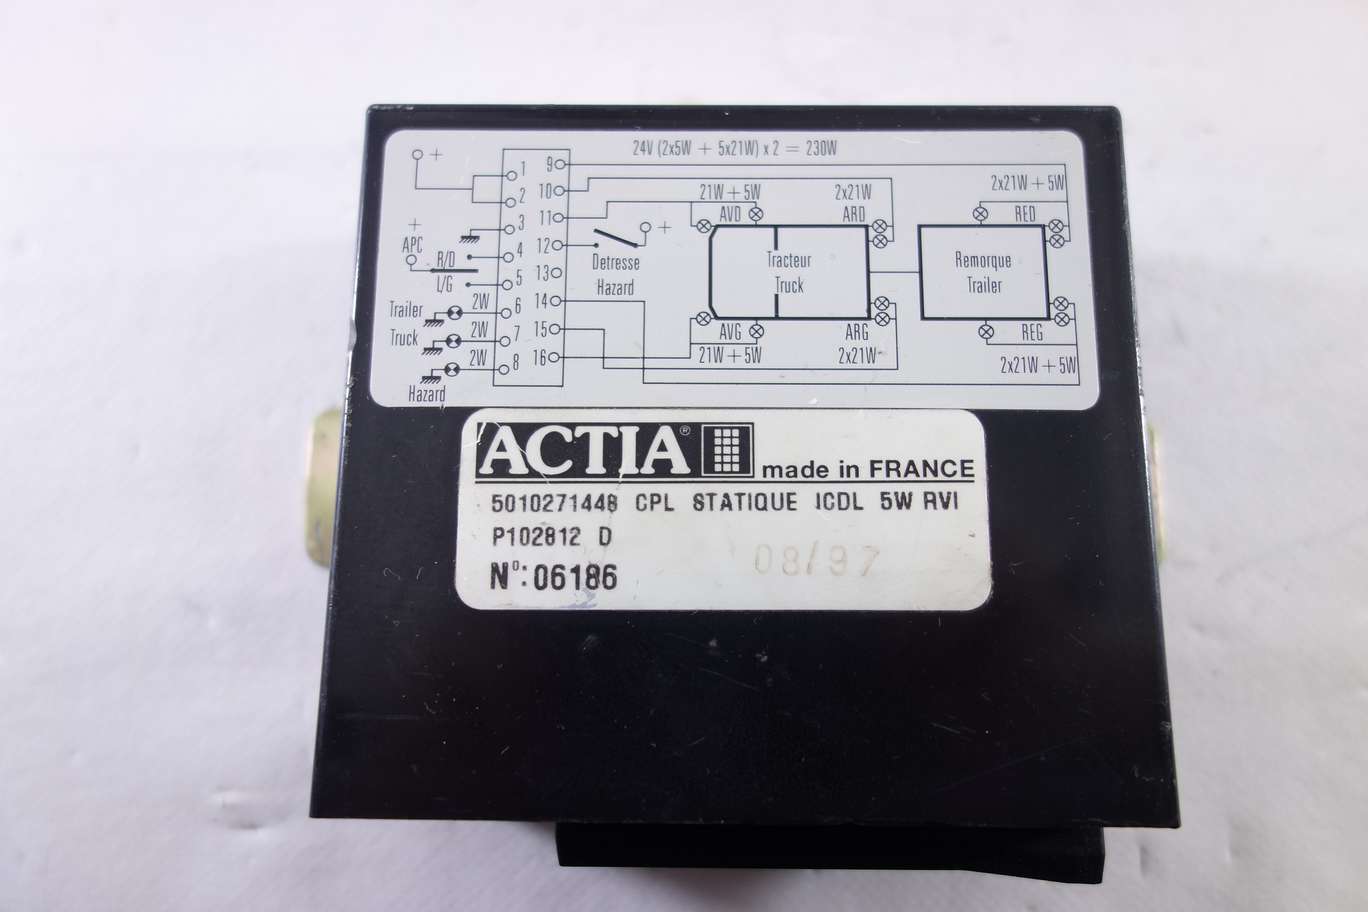 24V (2x5W + 5x21W) x 2 = 230W
+
1
2
3
4
5
6
7
8
9
10
11
12
13
14
15
16
+
APC
R/D
L/G
Trailer
2W
Truck
2W
2W
Hazard
+
Detresse
Hazard
21W + 5W
AVD
2x21W
ARD
2x21W + 5W
RED
Tracteur
Truck
Remorque
Trailer
AVG
21W + 5W
ARG
2x21W
REG
2x21W + 5W
ACTIA® made in FRANCE
5010271448 CPL STATIQUE ICDL 5W RVI
P102812 D
N°: 06186
08/97